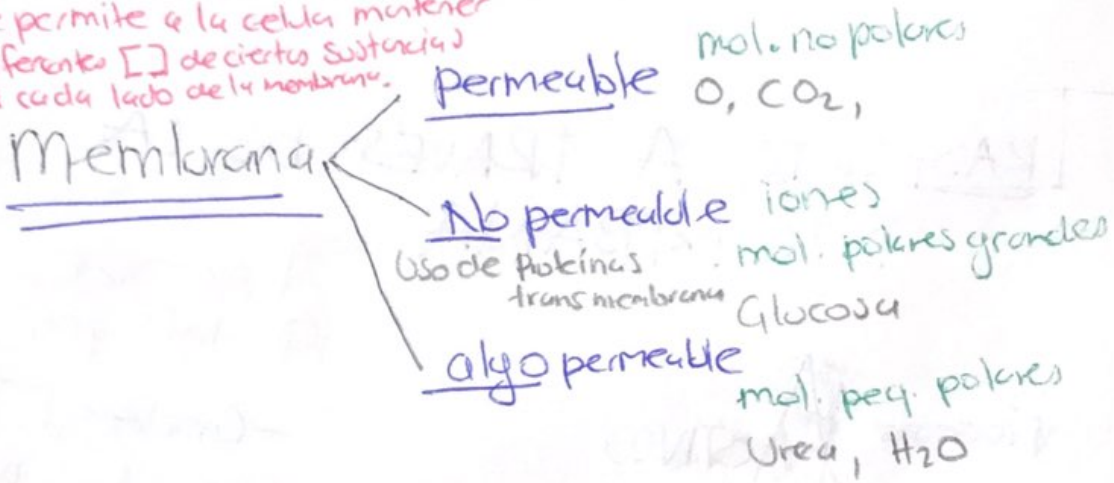 permite a la celula mantener
ferentes [] de ciertas sustancias
cada lado de la membrana.
Membrana
permeable
mol. no polares
O, CO2,
No permeable
iones
mol. polares grandes
Uso de Proteínas
transmembrana
Glucosa
algo permeable
mol. peq. polares
Urea, H2O